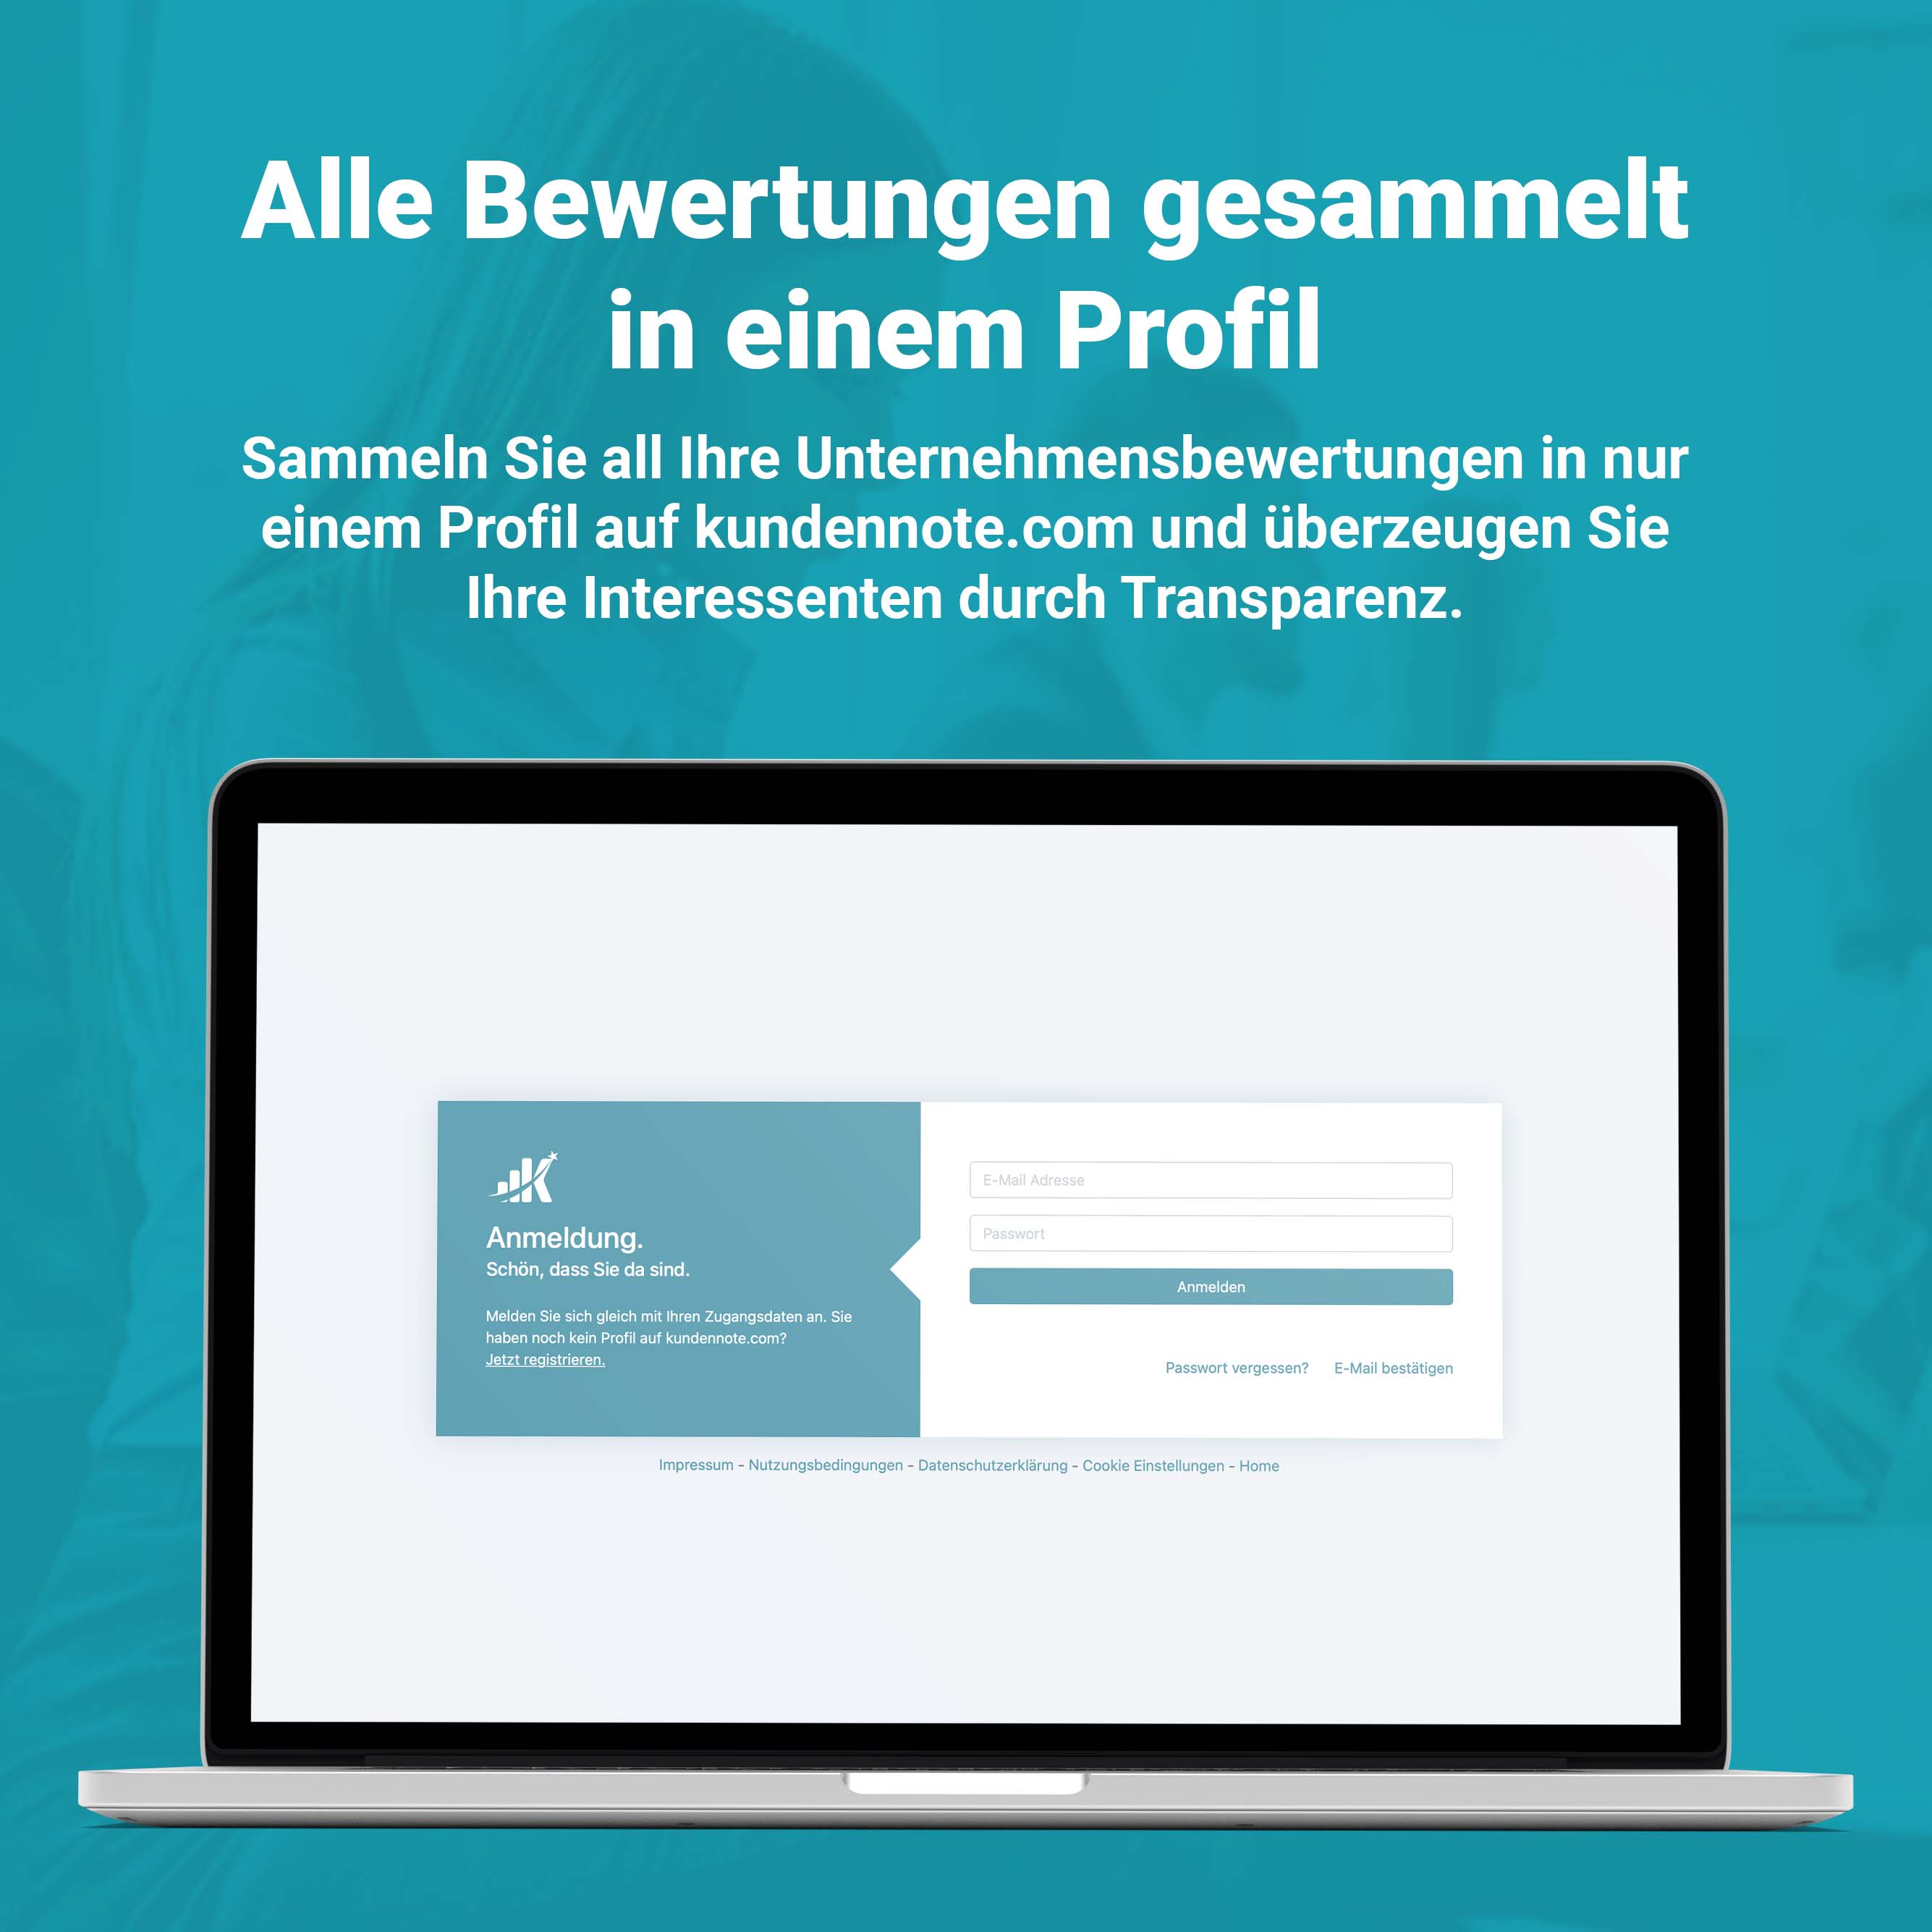 Alle Bewertungen gesammelt
in einem Profil
Sammeln Sie all Ihre Unternehmensbewertungen in nur
einem Profil auf kundennote.com und überzeugen Sie
Ihre Interessenten durch Transparenz.
K
Anmeldung.
Schön, dass Sie da sind.
Melden Sie sich gleich mit Ihren Zugangsdaten an. Sie
haben noch kein Profil auf kundennote.com?
Jetzt registrieren.
E-Mail Adresse
Passwort
Anmelden
Passwort vergessen? E-Mail bestätigen
Impressum - Nutzungsbedingungen - Datenschutzerklärung - Cookie Einstellungen - Home